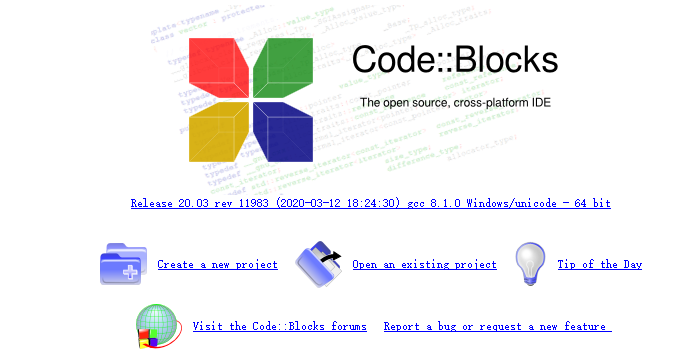 Code::Blocks
The open source, cross-platform IDE
Release 20.03 rev 11983 (2020-03-12 18:24:30) gcc 8.1.0 Windows/unicode - 64 bit
Create a new project Open an existing project Tip of the Day
Visit the Code::Blocks forums Report a bug or request a new feature